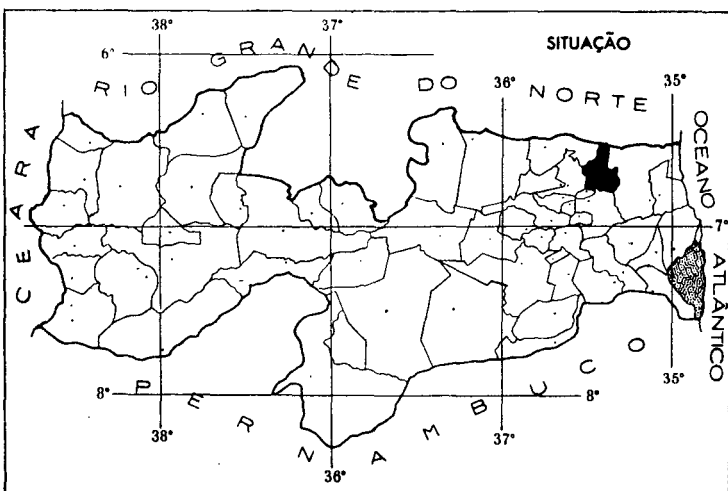 SITUAÇÃO
38° 37° 36° 35°
6°
RIO GRANDE DO NORTE
CEARA
OCEANO ATLÂNTICO
7°
8° 8°
PERNAMBUCO
38° 36° 37° 35°